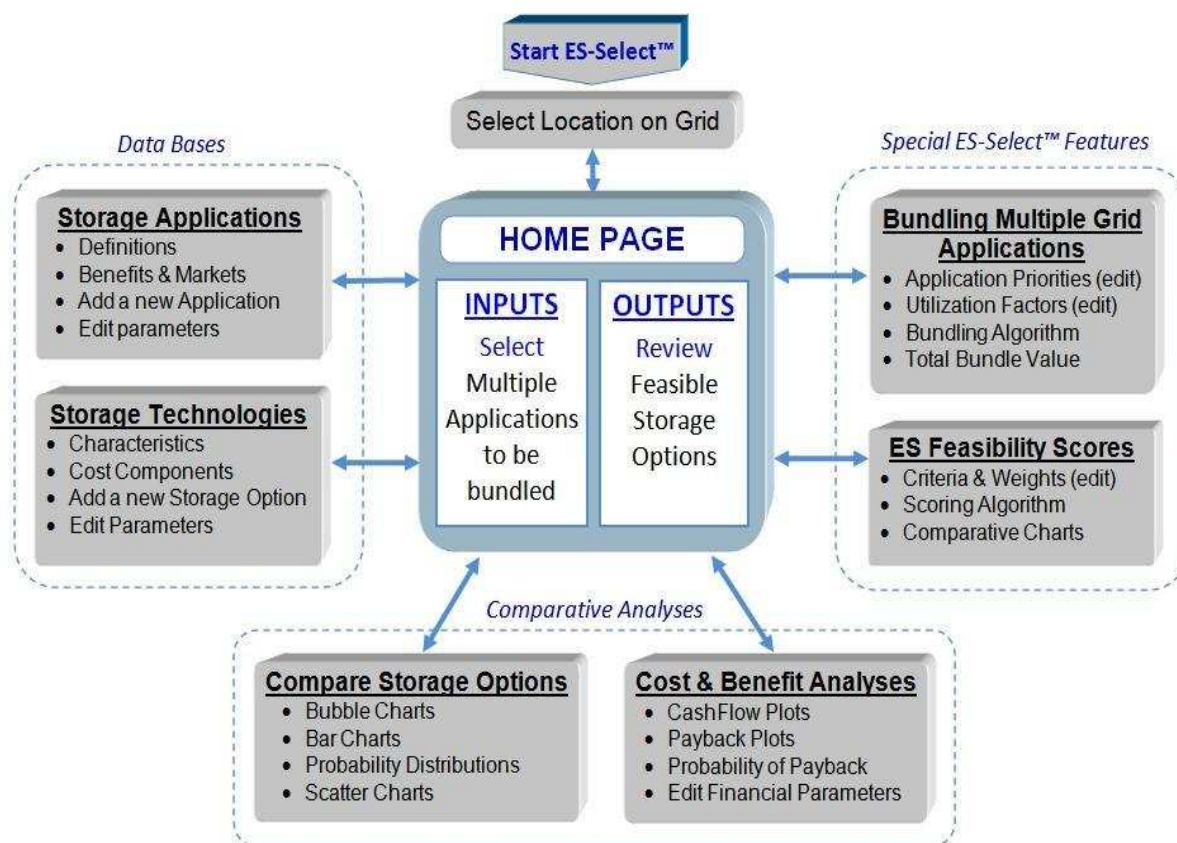 Start ES-Select™
Select Location on Grid
Data Bases
Storage Applications
• Definitions
• Benefits & Markets
• Add a new Application
• Edit parameters
Storage Technologies
• Characteristics
• Cost Components
• Add a new Storage Option
• Edit Parameters
HOME PAGE
INPUTS
Select
Multiple
Applications
to be
bundled
OUTPUTS
Review
Feasible
Storage
Options
Special ES-Select™ Features
Bundling Multiple Grid
Applications
• Application Priorities (edit)
• Utilization Factors (edit)
• Bundling Algorithm
• Total Bundle Value
ES Feasibility Scores
• Criteria & Weights (edit)
• Scoring Algorithm
• Comparative Charts
Comparative Analyses
Compare Storage Options
• Bubble Charts
• Bar Charts
• Probability Distributions
• Scatter Charts
Cost & Benefit Analyses
• CashFlow Plots
• Payback Plots
• Probability of Payback
• Edit Financial Parameters